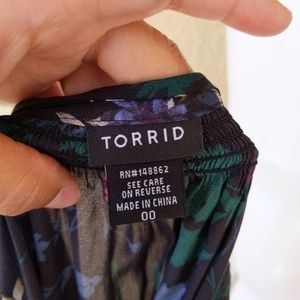 TORRID
RN#148862
SEE CARE
ON REVERSE
MADE IN CHINA
00